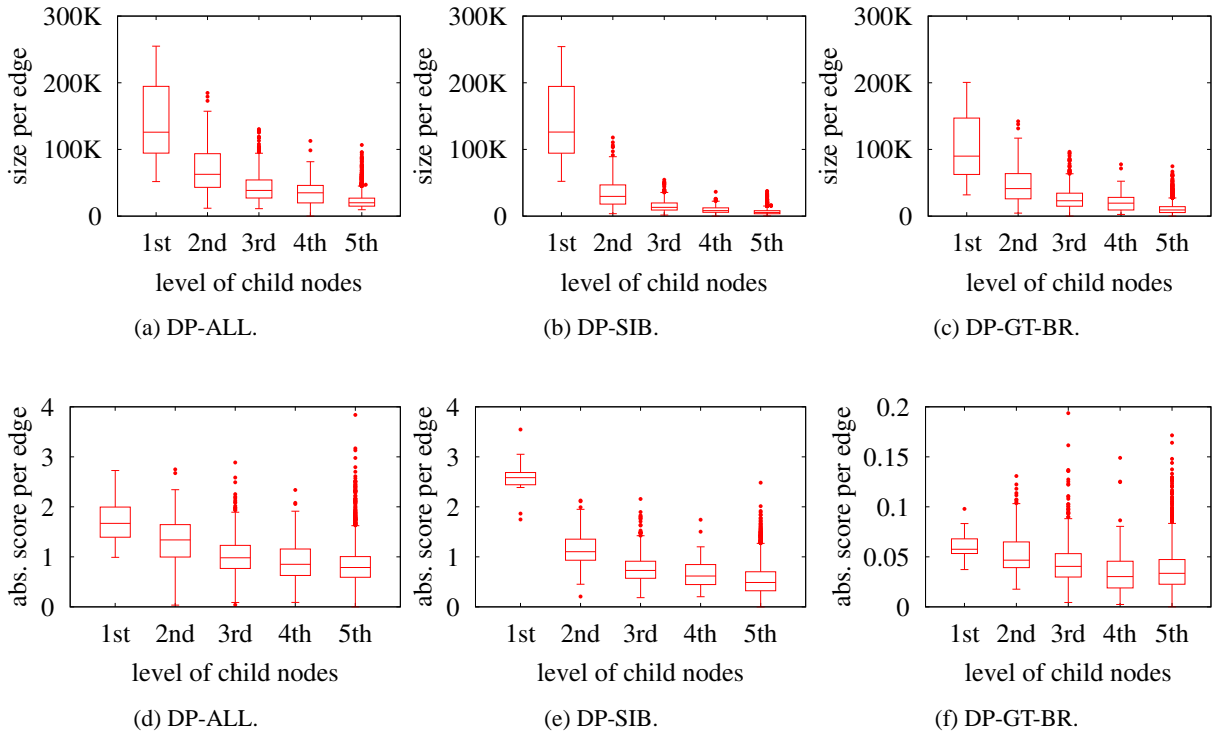 300K
200K
100K
0
size per edge
1st 2nd 3rd 4th 5th
level of child nodes
(a) DP-ALL.
300K
200K
100K
0
size per edge
1st 2nd 3rd 4th 5th
level of child nodes
(b) DP-SIB.
300K
200K
100K
0
size per edge
1st 2nd 3rd 4th 5th
level of child nodes
(c) DP-GT-BR.
4
3
2
1
0
abs. score per edge
1st 2nd 3rd 4th 5th
level of child nodes
(d) DP-ALL.
4
3
2
1
0
abs. score per edge
1st 2nd 3rd 4th 5th
level of child nodes
(e) DP-SIB.
0.2
0.15
0.1
0.05
0
abs. score per edge
1st 2nd 3rd 4th 5th
level of child nodes
(f) DP-GT-BR.